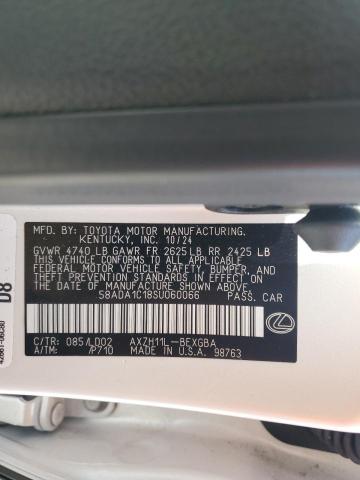 MFD. BY: TOYOTA MOTOR MANUFACTURING,
KENTUCKY, INC. 10/24
GVWR 4740 LB GAWR FR 2625 LB RR 2425 LB
THIS VEHICLE CONFORMS TO ALL APPLICABLE
FEDERAL MOTOR VEHICLE SAFETY, BUMPER, AND
THEFT PREVENTION STANDARDS IN EFFECT ON
THE DATE OF MANUFACTURE SHOWN ABOVE.
58ADA1C18SU060066 PASS. CAR
C/TR: 085/LD02 AXZH11L-BEXGBA
A/TM: /P710 MADE IN U.S.A. 98763
D8